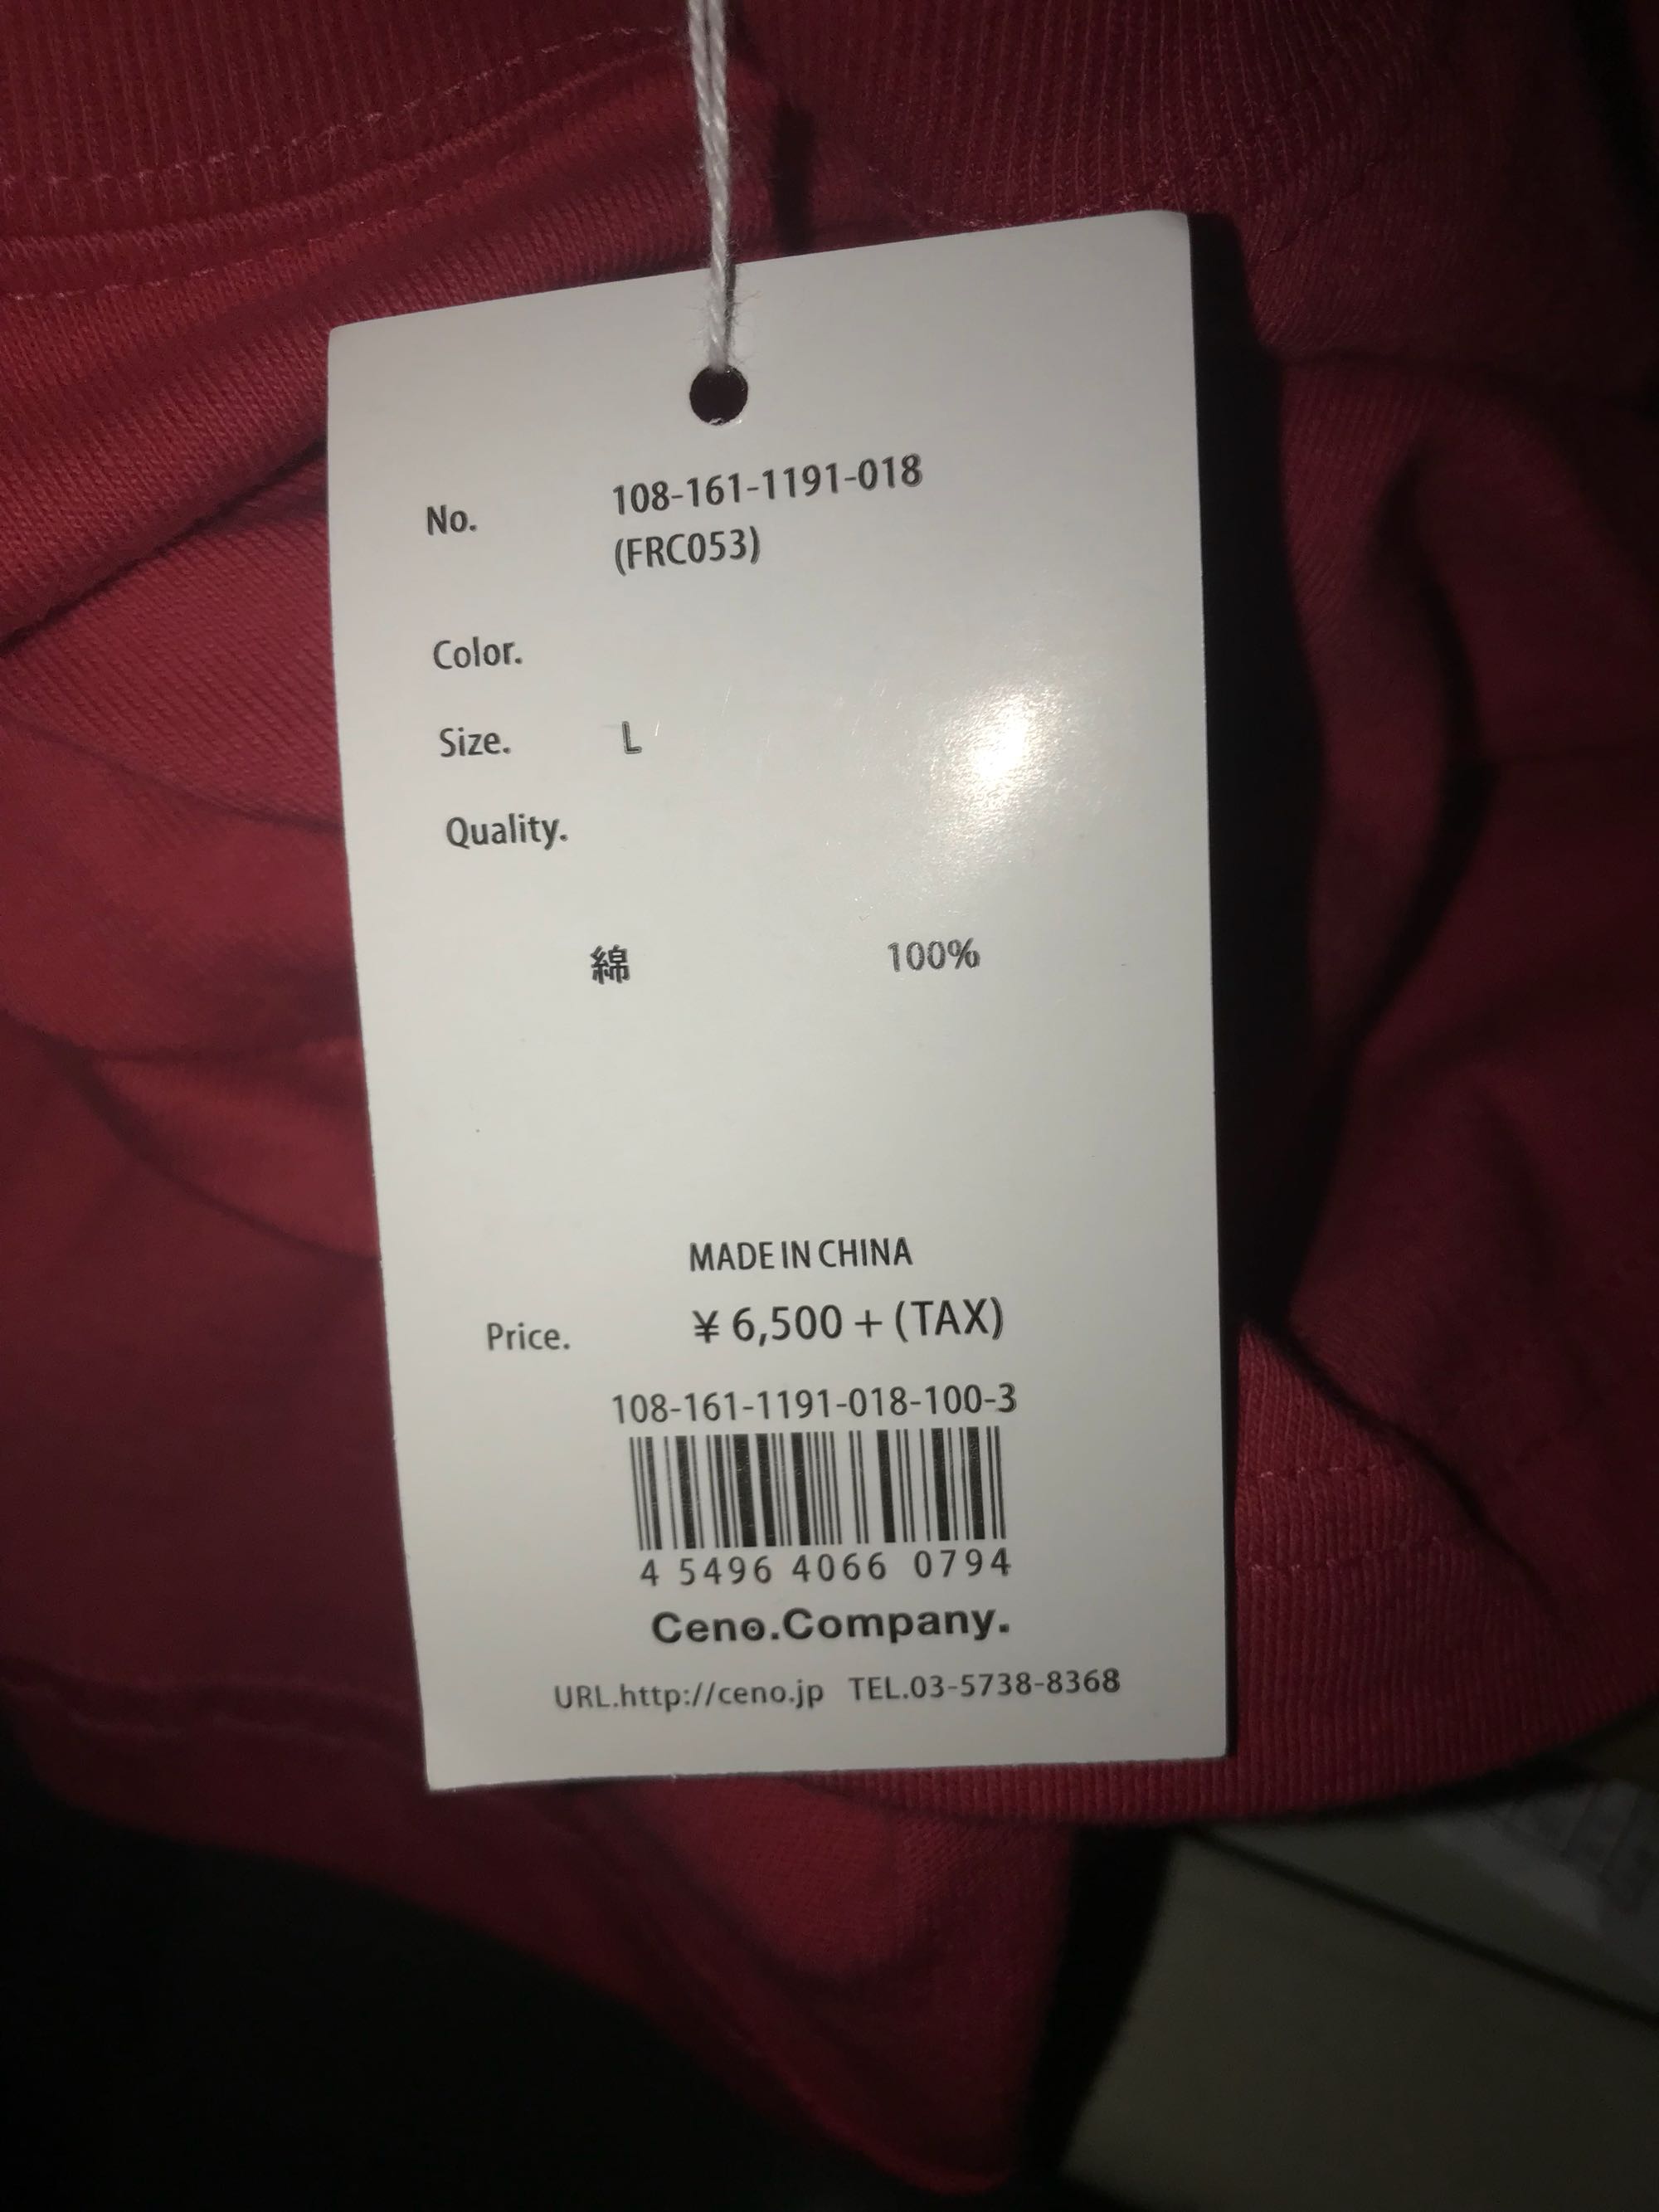 No. 108-161-1191-018
(FRC053)
Color.
Size. L
Quality.
綿 100%
MADE IN CHINA
Price. ¥ 6,500 + (TAX)
108-161-1191-018-100-3
4 5496 4066 0794
Ceno.Company.
URL.http://ceno.jp TEL.03-5738-8368